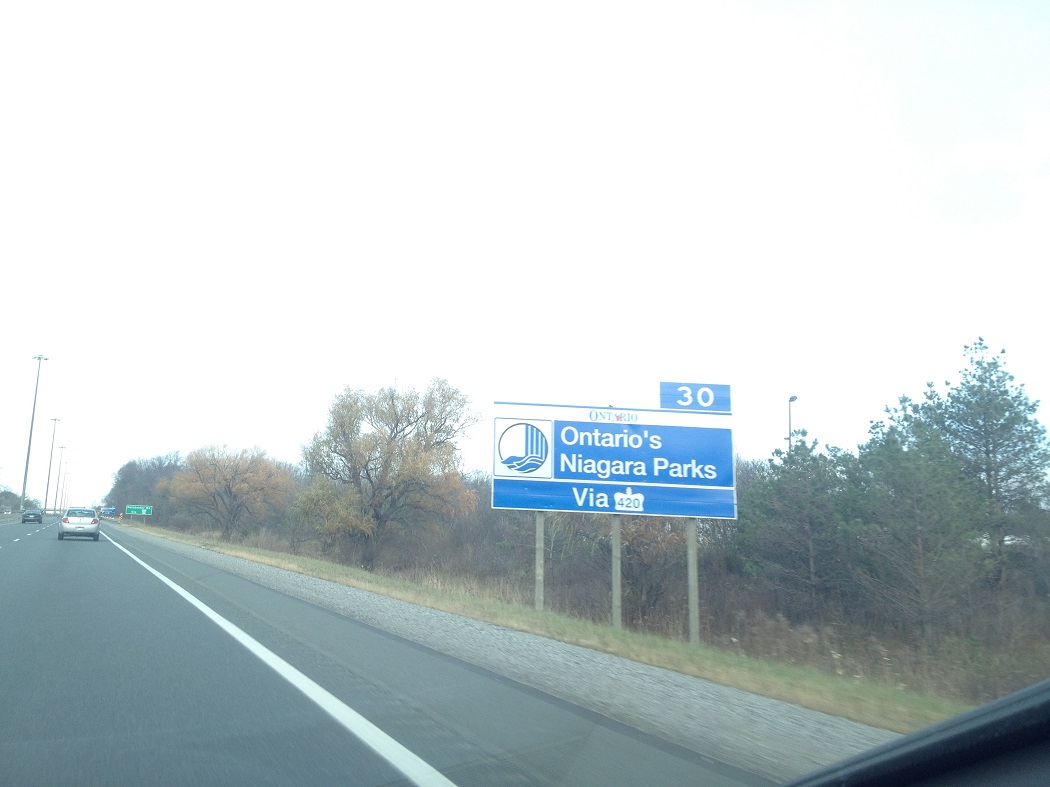 30
ONTARIO
Ontario's
Niagara Parks
Via 420